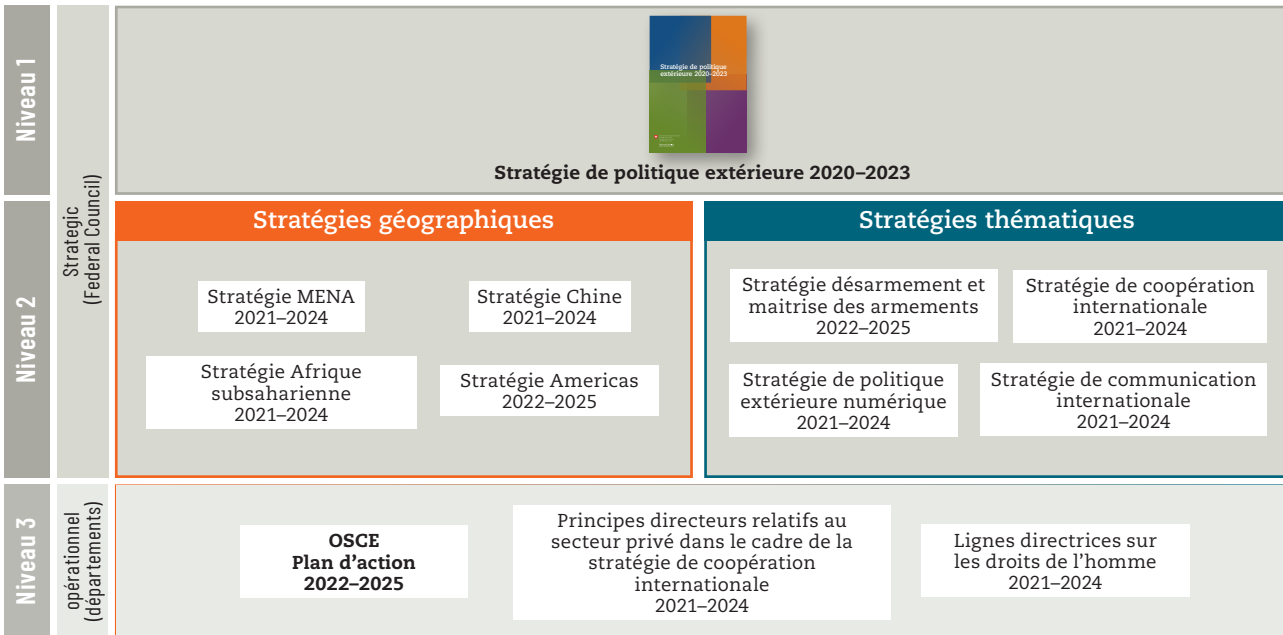 Niveau 1
Strategic
(Federal Council)
Stratégie de politique
extérieure 2020–2023
Stratégie de politique extérieure 2020–2023
Niveau 2
Stratégies géographiques
Stratégie MENA
2021–2024
Stratégie Chine
2021–2024
Stratégie Afrique
subsaharienne
2021–2024
Stratégie Americas
2022–2025
Stratégies thématiques
Stratégie désarmement et
maitrise des armements
2022–2025
Stratégie de coopération
internationale
2021–2024
Stratégie de politique
extérieure numérique
2021–2024
Stratégie de communication
internationale
2021–2024
Niveau 3
opérationnel
(départements)
OSCE
Plan d’action
2022–2025
Principes directeurs relatifs au
secteur privé dans le cadre de la
stratégie de coopération
internationale
2021–2024
Lignes directrices sur
les droits de l’homme
2021–2024